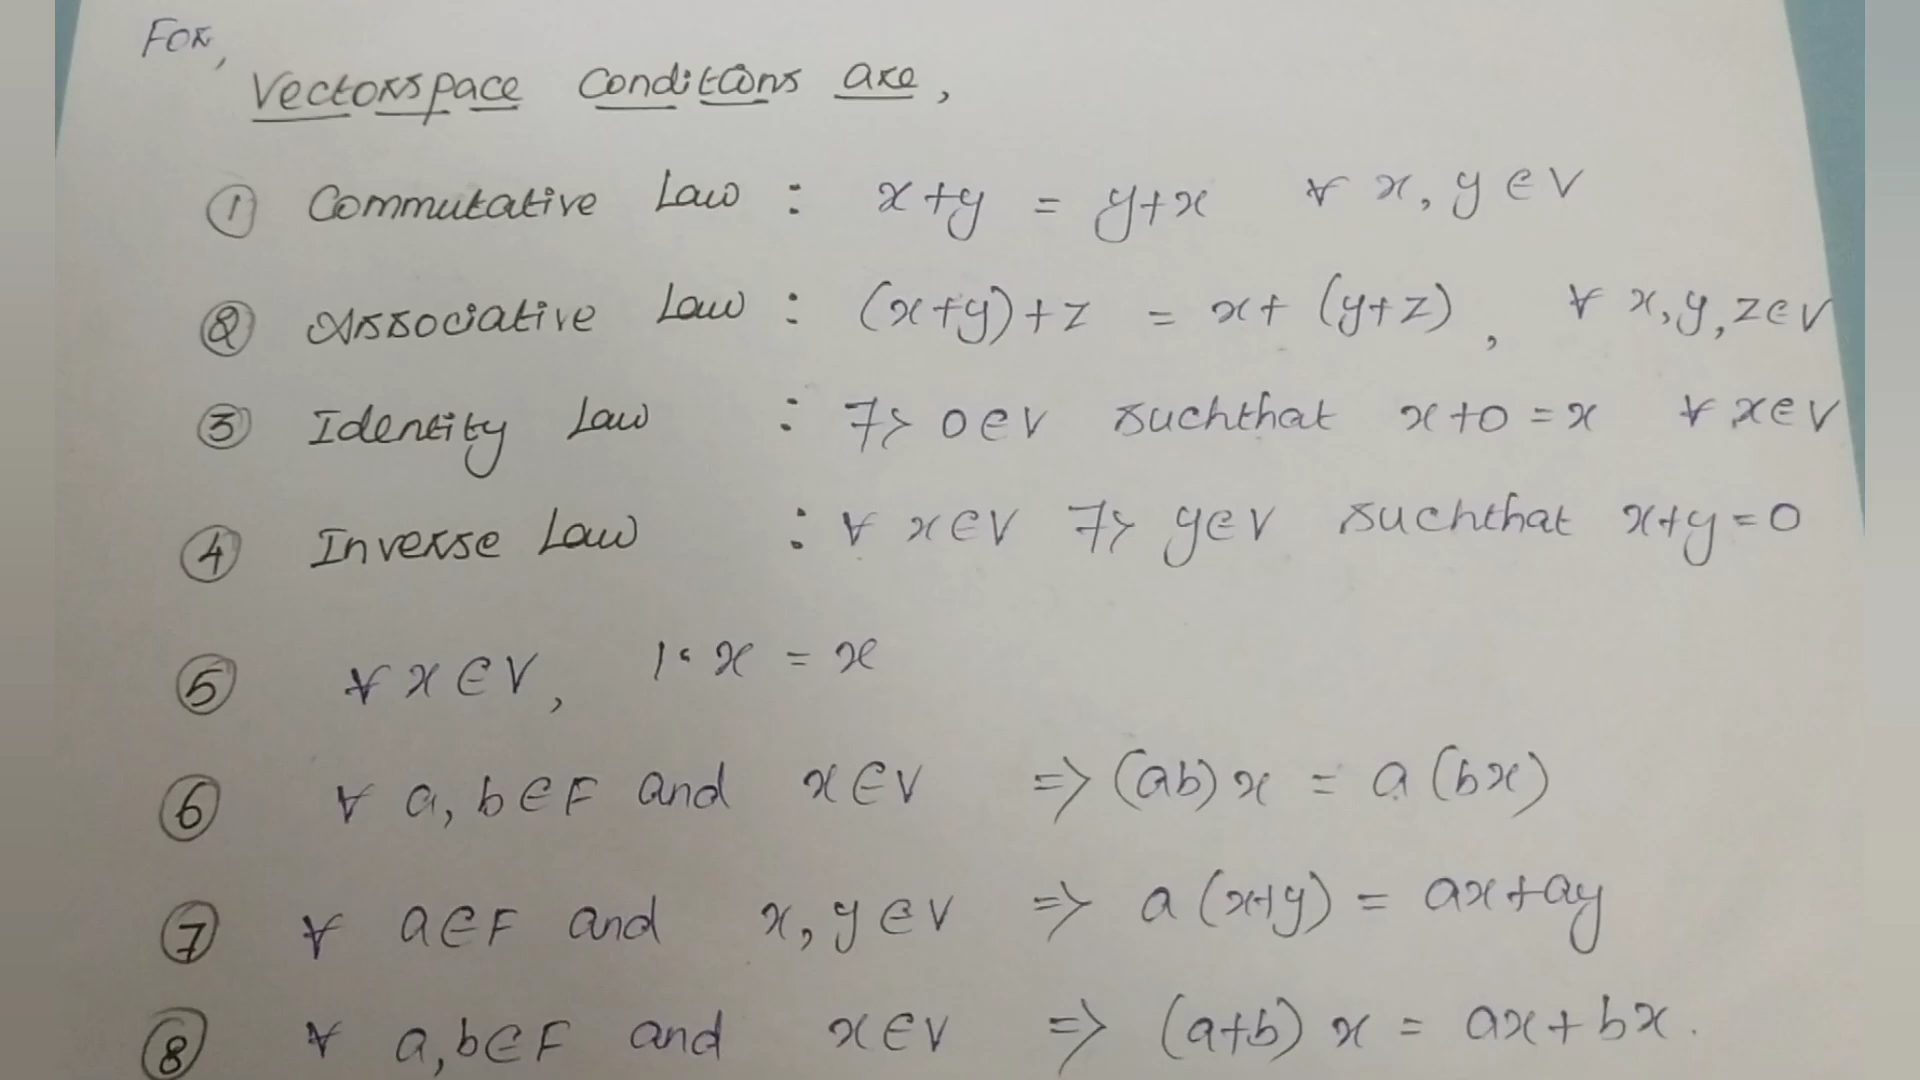 For,
Vectorspace Conditions are,
① Commutative Law : x+y = y+x ∀ x, y ∈ V
② Associative Law : (x+y)+z = x+(y+z), ∀ x,y,z∈V
③ Identity Law : ∃ 0∈V suchthat x+0=x ∀ x∈V
④ Inverse Law : ∀ x∈V ∃ y∈V suchthat x+y=0
⑤ ∀ x∈V, 1·x = x
⑥ ∀ a, b∈F and x∈V => (ab)x = a(bx)
⑦ ∀ a∈F and x, y∈V => a(x+y) = ax+ay
⑧ ∀ a,b∈F and x∈V => (a+b)x = ax+bx.